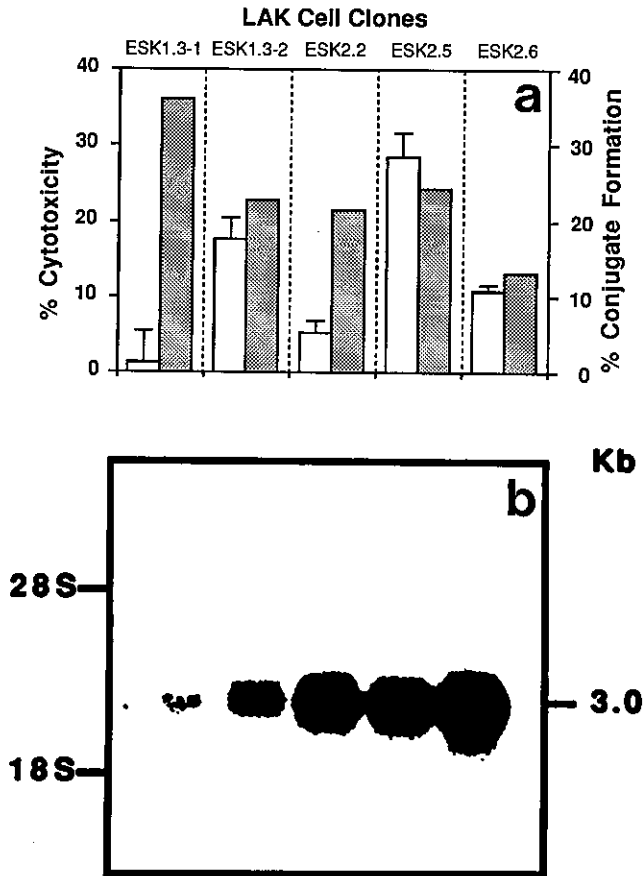 LAK Cell Clones
ESK1.3-1 ESK1.3-2 ESK2.2 ESK2.5 ESK2.6
a
% Cytotoxicity
40
30
20
10
0
% Conjugate Formation
40
30
20
10
0
b
Kb
28S
18S
3.0